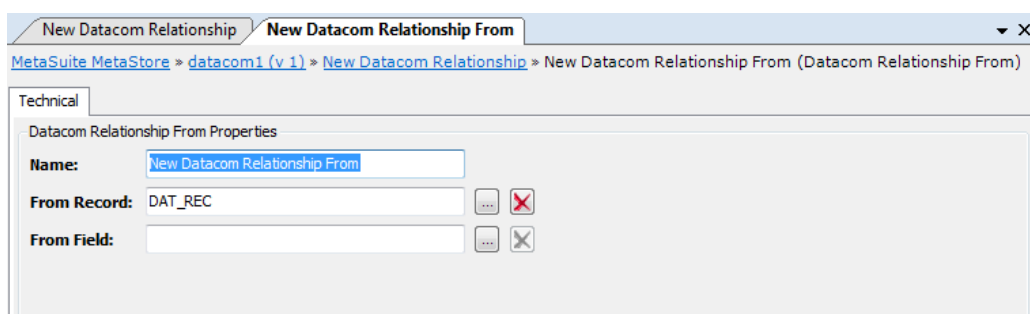 New Datacom Relationship New Datacom Relationship From
MetaSuite MetaStore » datacom1 (v 1) » New Datacom Relationship » New Datacom Relationship From (Datacom Relationship From)
Technical
Datacom Relationship From Properties
Name: New Datacom Relationship From
From Record: DAT_REC ...
From Field: ...